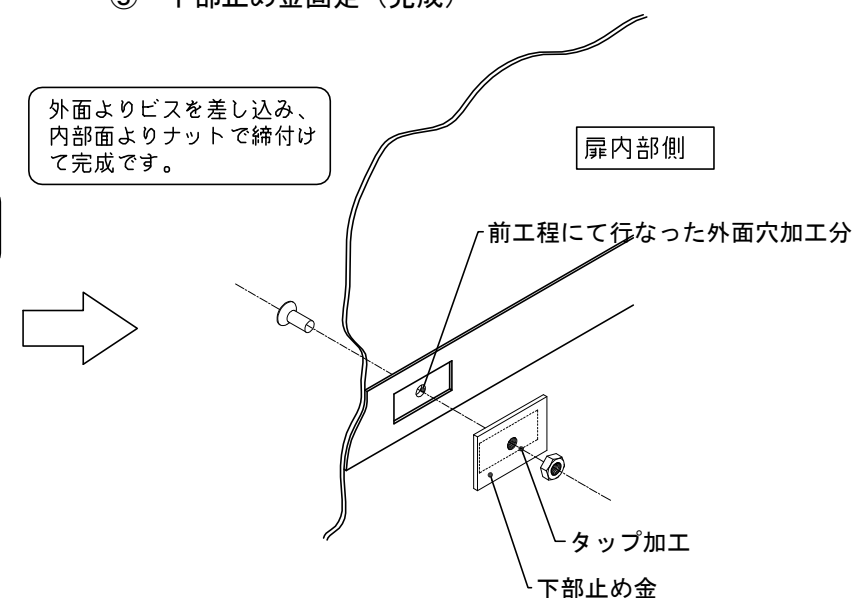 下部止め金固定（完成）
外面よりビスを差し込み、
内部面よりナットで締付け
て完成です。
扉内部側
前工程にて行なった外面穴加工分
タップ加工
下部止め金